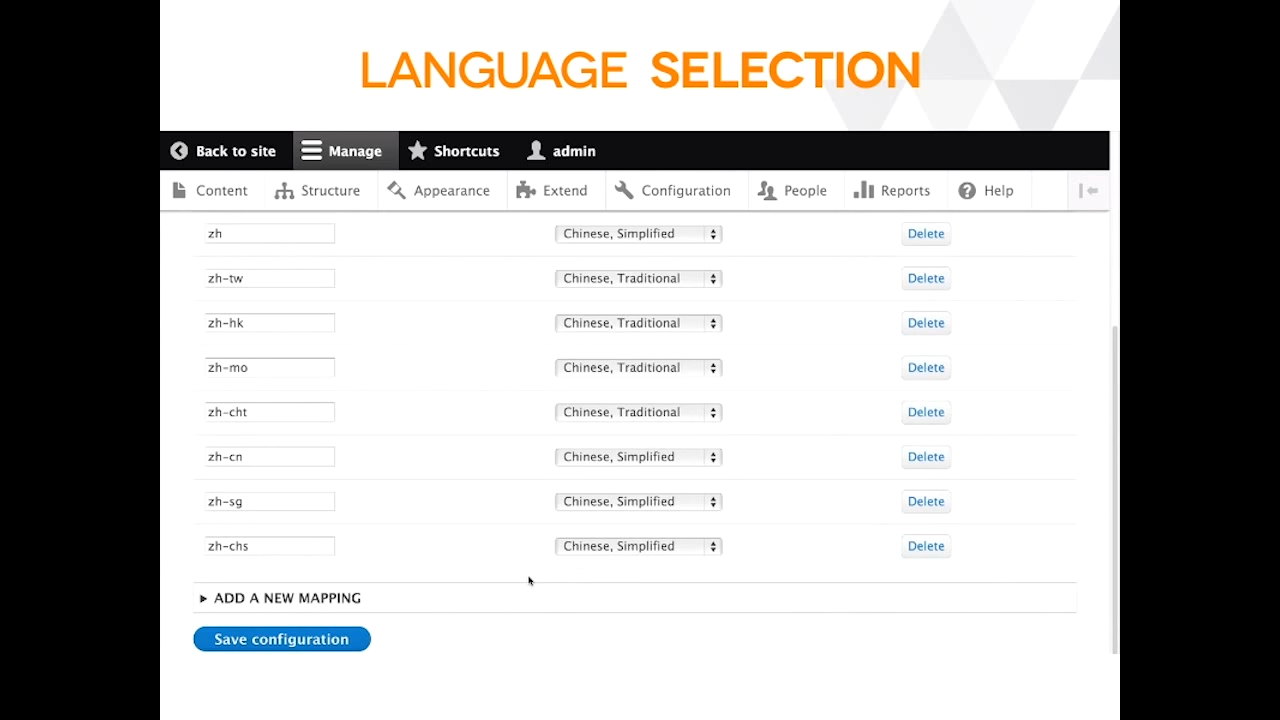 LANGUAGE SELECTION
Back to site Manage Shortcuts admin
Content Structure Appearance Extend Configuration People Reports Help
zh Chinese, Simplified Delete
zh-tw Chinese, Traditional Delete
zh-hk Chinese, Traditional Delete
zh-mo Chinese, Traditional Delete
zh-cht Chinese, Traditional Delete
zh-cn Chinese, Simplified Delete
zh-sg Chinese, Simplified Delete
zh-chs Chinese, Simplified Delete
ADD A NEW MAPPING
Save configuration